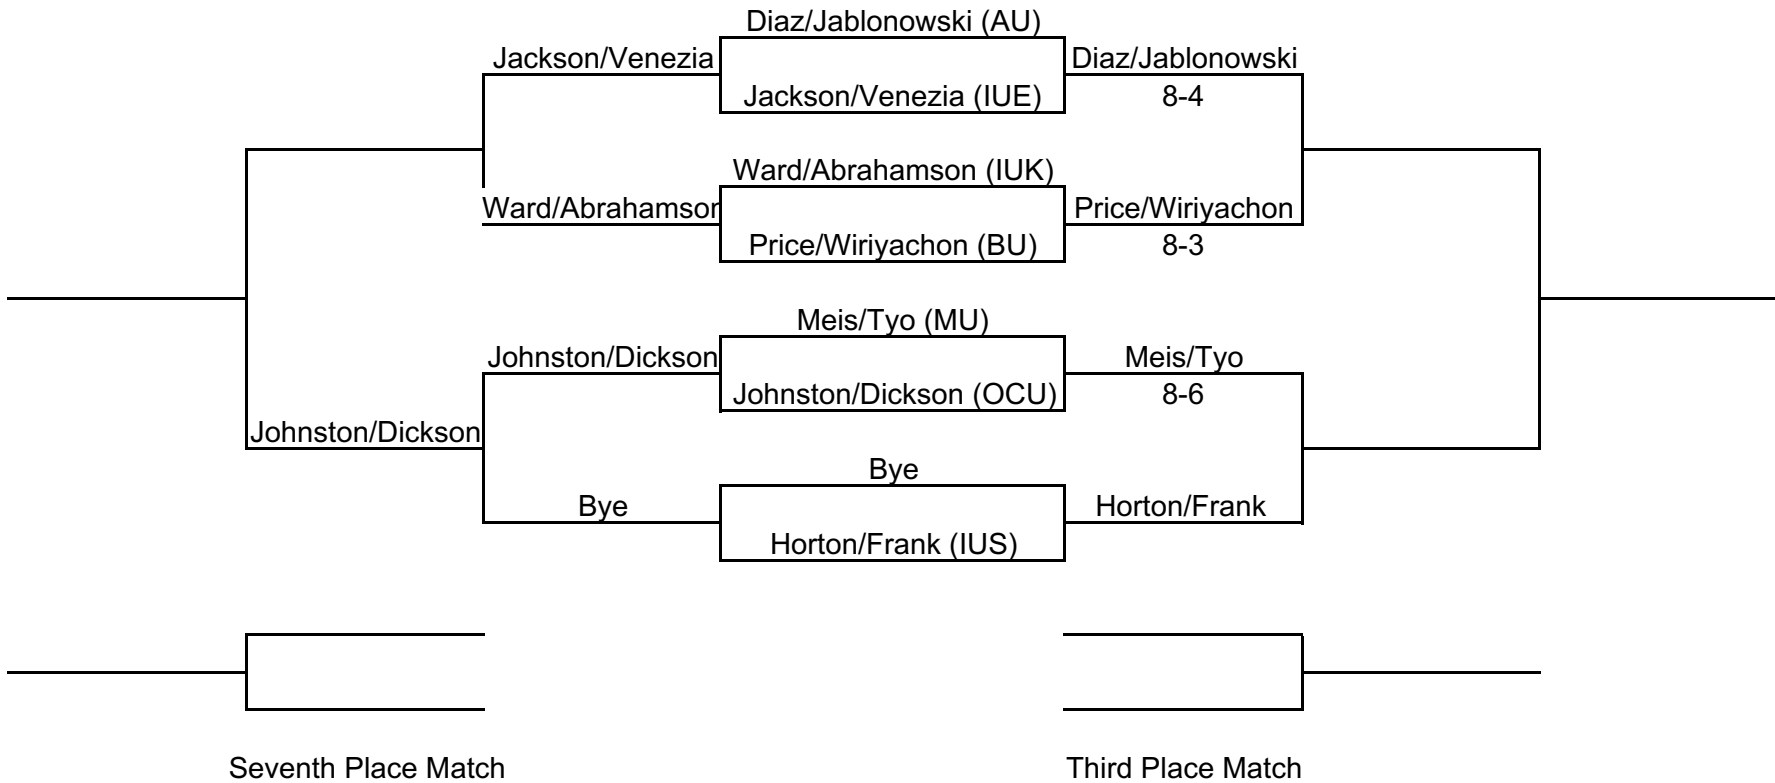 Diaz/Jablonowski (AU)
Jackson/Venezia Diaz/Jablonowski
Jackson/Venezia (IUE) 8-4
Ward/Abrahamson (IUK)
Ward/Abrahamson Price/Wiriyachon
Price/Wiriyachon (BU) 8-3
Meis/Tyo (MU)
Johnston/Dickson Meis/Tyo
Johnston/Dickson (OCU) 8-6
Johnston/Dickson
Bye
Bye Horton/Frank
Horton/Frank (IUS)
Seventh Place Match Third Place Match